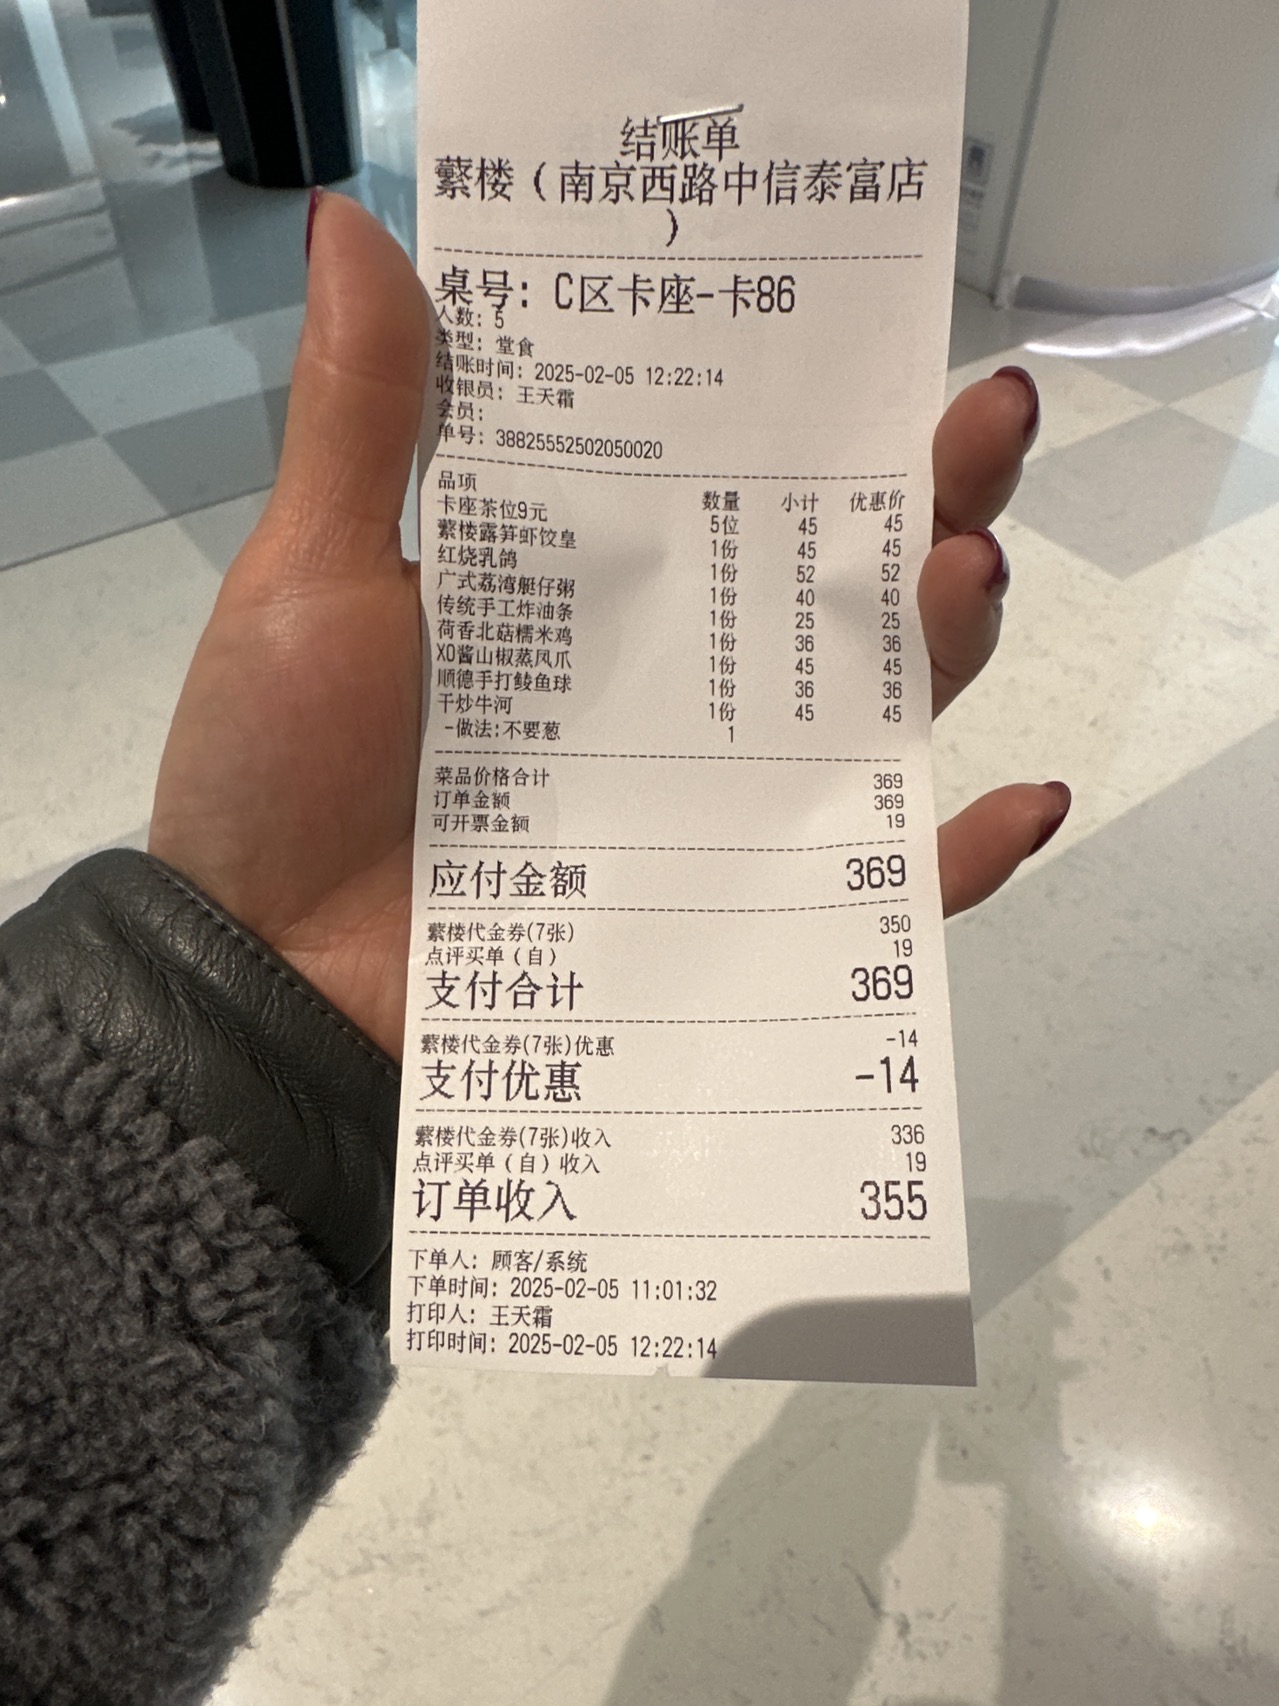 结账单
蘩楼（南京西路中信泰富店
）
桌号: C区卡座-卡86
人数: 5
类型: 堂食
结账时间: 2025-02-05 12:22:14
收银员: 王天霜
会员:
单号: 38825552502050020
品项 数量 小计 优惠价
卡座茶位9元 5位 45 45
蘩楼露笋虾饺皇 1份 45 45
红烧乳鸽 1份 52 52
广式荔湾艇仔粥 1份 40 40
传统手工炸油条 1份 25 25
荷香北菇糯米鸡 1份 36 36
XO酱山椒蒸凤爪 1份 45 45
顺德手打鲮鱼球 1份 36 36
干炒牛河 1份 45 45
-做法:不要葱 1
菜品价格合计 369
订单金额 369
可开票金额 19
应付金额 369
蘩楼代金券(7张) 350
点评买单（自） 19
支付合计 369
蘩楼代金券(7张)优惠 -14
支付优惠 -14
蘩楼代金券(7张)收入 336
点评买单（自）收入 19
订单收入 355
下单人: 顾客/系统
下单时间: 2025-02-05 11:01:32
打印人: 王天霜
打印时间: 2025-02-05 12:22:14